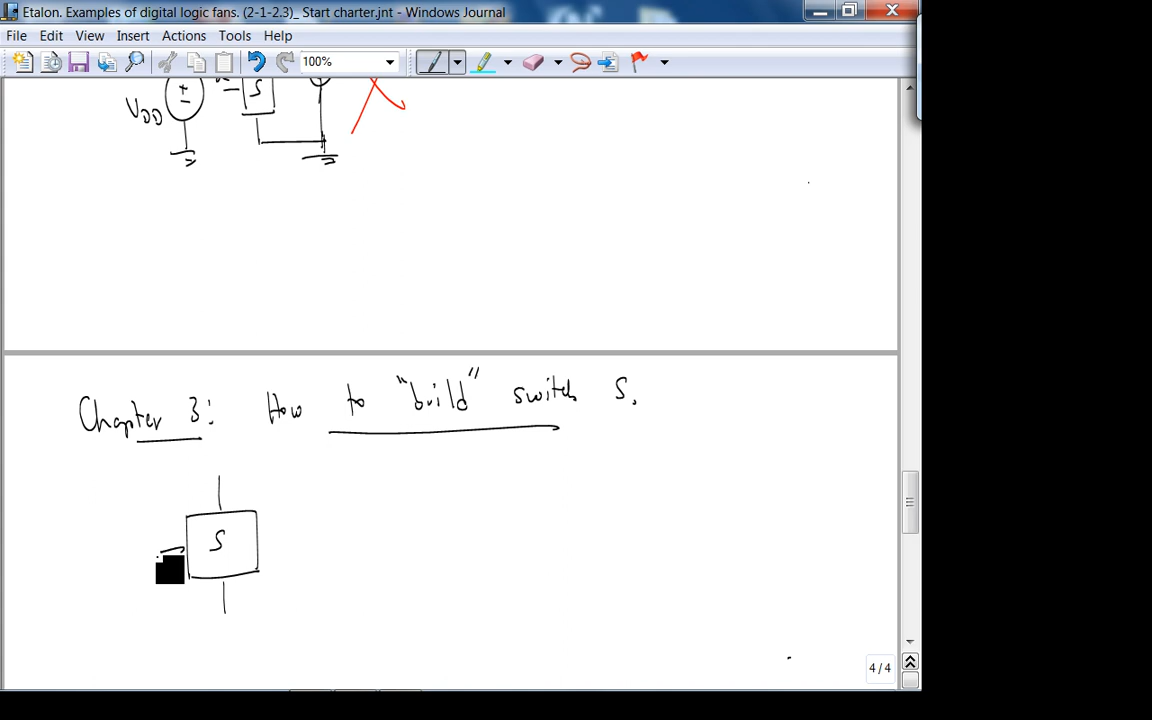 Etalon. Examples of digital logic fans. (2-1-2.3)_ Start charter.jnt - Windows Journal
File Edit View Insert Actions Tools Help
100%
VDD
+
-
S
Chapter 3: How to "build" switch S.
S
4 / 4